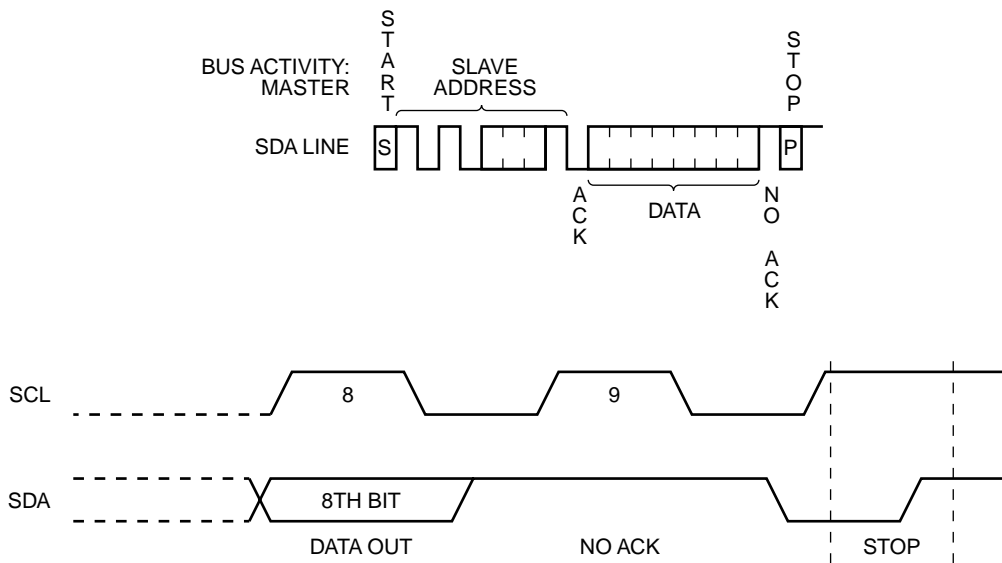 START
STOP
BUS ACTIVITY:
MASTER
SLAVE
ADDRESS
SDA LINE
S
P
ACK
DATA
NO ACK
SCL
8
9
SDA
8TH BIT
DATA OUT
NO ACK
STOP